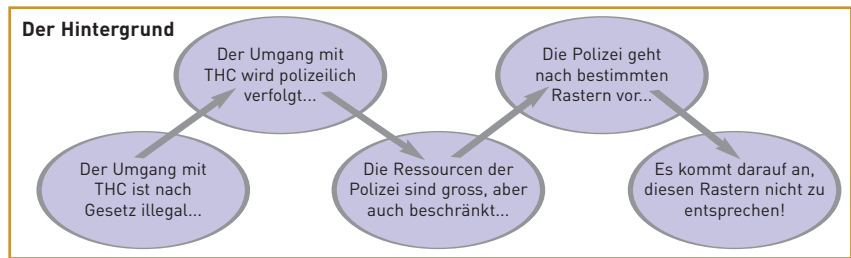 Der Hintergrund
Der Umgang mit
THC ist nach
Gesetz illegal...
Der Umgang mit
THC wird polizeilich
verfolgt...
Die Ressourcen der
Polizei sind gross, aber
auch beschränkt...
Die Polizei geht
nach bestimmten
Rastern vor...
Es kommt darauf an,
diesen Rastern nicht zu
entsprechen!